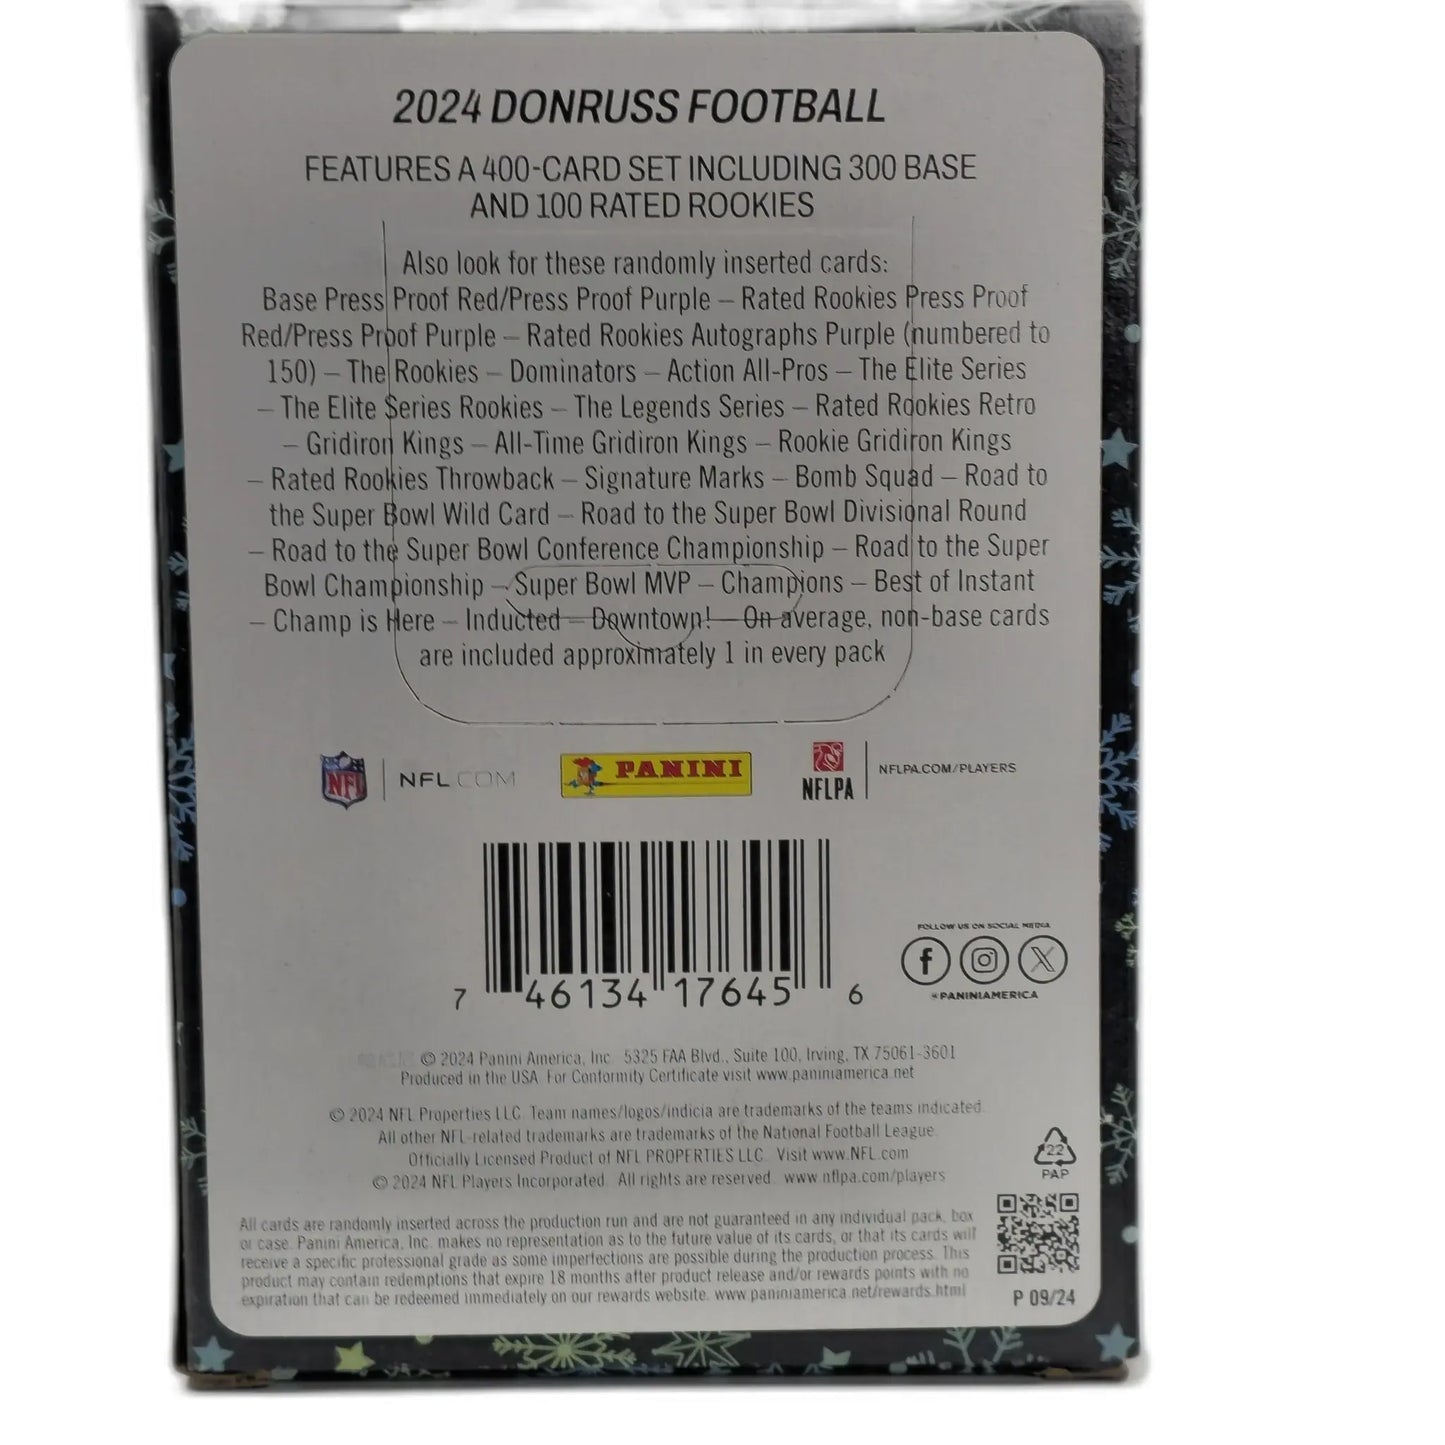 2024 DONRUSS FOOTBALL
FEATURES A 400-CARD SET INCLUDING 300 BASE
AND 100 RATED ROOKIES
Also look for these randomly inserted cards:
Base Press Proof Red/Press Proof Purple – Rated Rookies Press Proof
Red/Press Proof Purple – Rated Rookies Autographs Purple (numbered to
150) – The Rookies – Dominators – Action All-Pros – The Elite Series
– The Elite Series Rookies – The Legends Series – Rated Rookies Retro
– Gridiron Kings – All-Time Gridiron Kings – Rookie Gridiron Kings
– Rated Rookies Throwback – Signature Marks – Bomb Squad – Road to
the Super Bowl Wild Card – Road to the Super Bowl Divisional Round
– Road to the Super Bowl Conference Championship – Road to the Super
Bowl Championship – Super Bowl MVP – Champions – Best of Instant
– Champ is Here – Inducted – Downtown! – On average, non-base cards
are included approximately 1 in every pack
NFL
NFL.COM
PANINI
NFLPA
NFLPA.COM/PLAYERS
7 46134 17645 6
FOLLOW US ON SOCIAL MEDIA
@PANINIAMERICA
© 2024 Panini America, Inc. 5325 FAA Blvd., Suite 100, Irving, TX 75061-3601
Produced in the USA. For Conformity Certificate visit www.paniniamerica.net
© 2024 NFL Properties LLC. Team names/logos/indicia are trademarks of the teams indicated.
All other NFL-related trademarks are trademarks of the National Football League.
Officially Licensed Product of NFL PROPERTIES LLC. Visit www.NFL.com
© 2024 NFL Players Incorporated. All rights are reserved. www.nflpa.com/players
22
PAP
All cards are randomly inserted across the production run and are not guaranteed in any individual pack, box
or case. Panini America, Inc. makes no representation as to the future value of its cards, or that its cards will
receive a specific professional grade as some imperfections are possible during the production process. This
product may contain redemptions that expire 18 months after product release and/or rewards points with no
expiration that can be redeemed immediately on our rewards website. www.paniniamerica.net/rewards.html
P 09/24